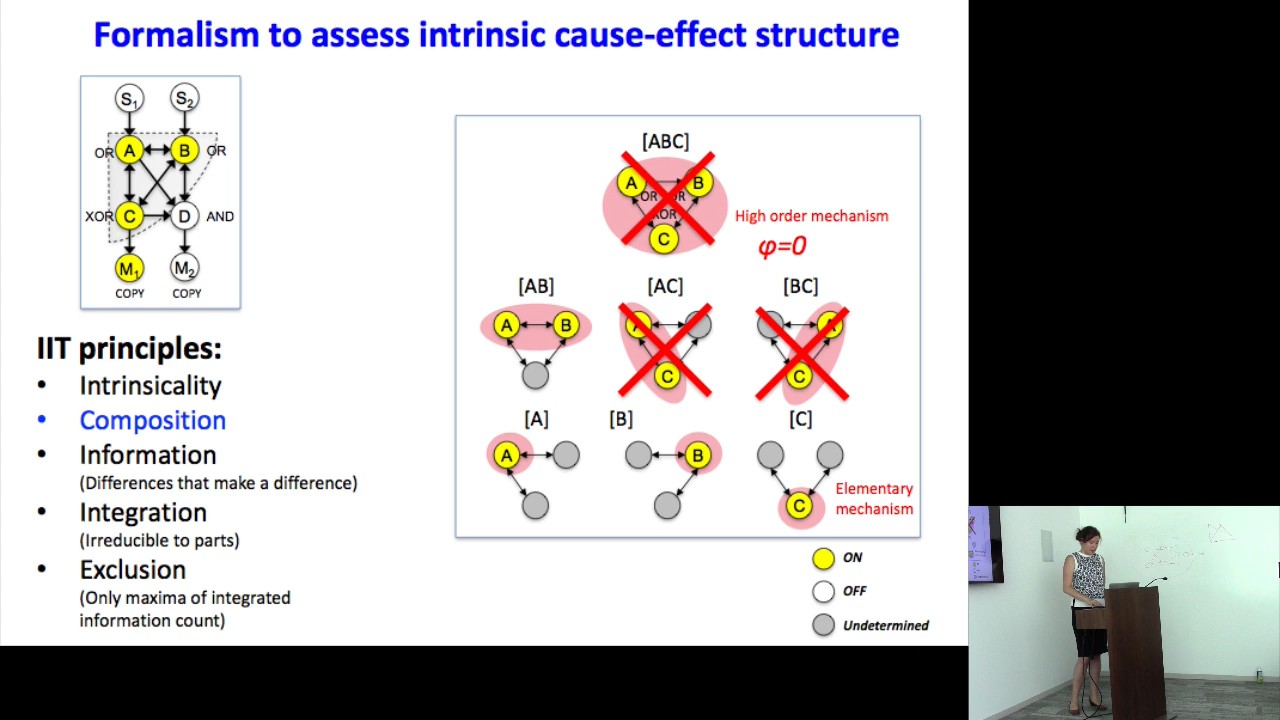 Formalism to assess intrinsic cause-effect structure
S1 S2
OR A B OR
XOR C D AND
M1 M2
COPY COPY
IIT principles:
• Intrinsicality
• Composition
• Information
(Differences that make a difference)
• Integration
(Irreducible to parts)
• Exclusion
(Only maxima of integrated
information count)
[ABC]
A B
OR OR
XOR
C
High order mechanism
φ=0
[AB] [AC] [BC]
A B A A
C C
[A] [B] [C]
A B
C
Elementary
mechanism
ON
OFF
Undetermined